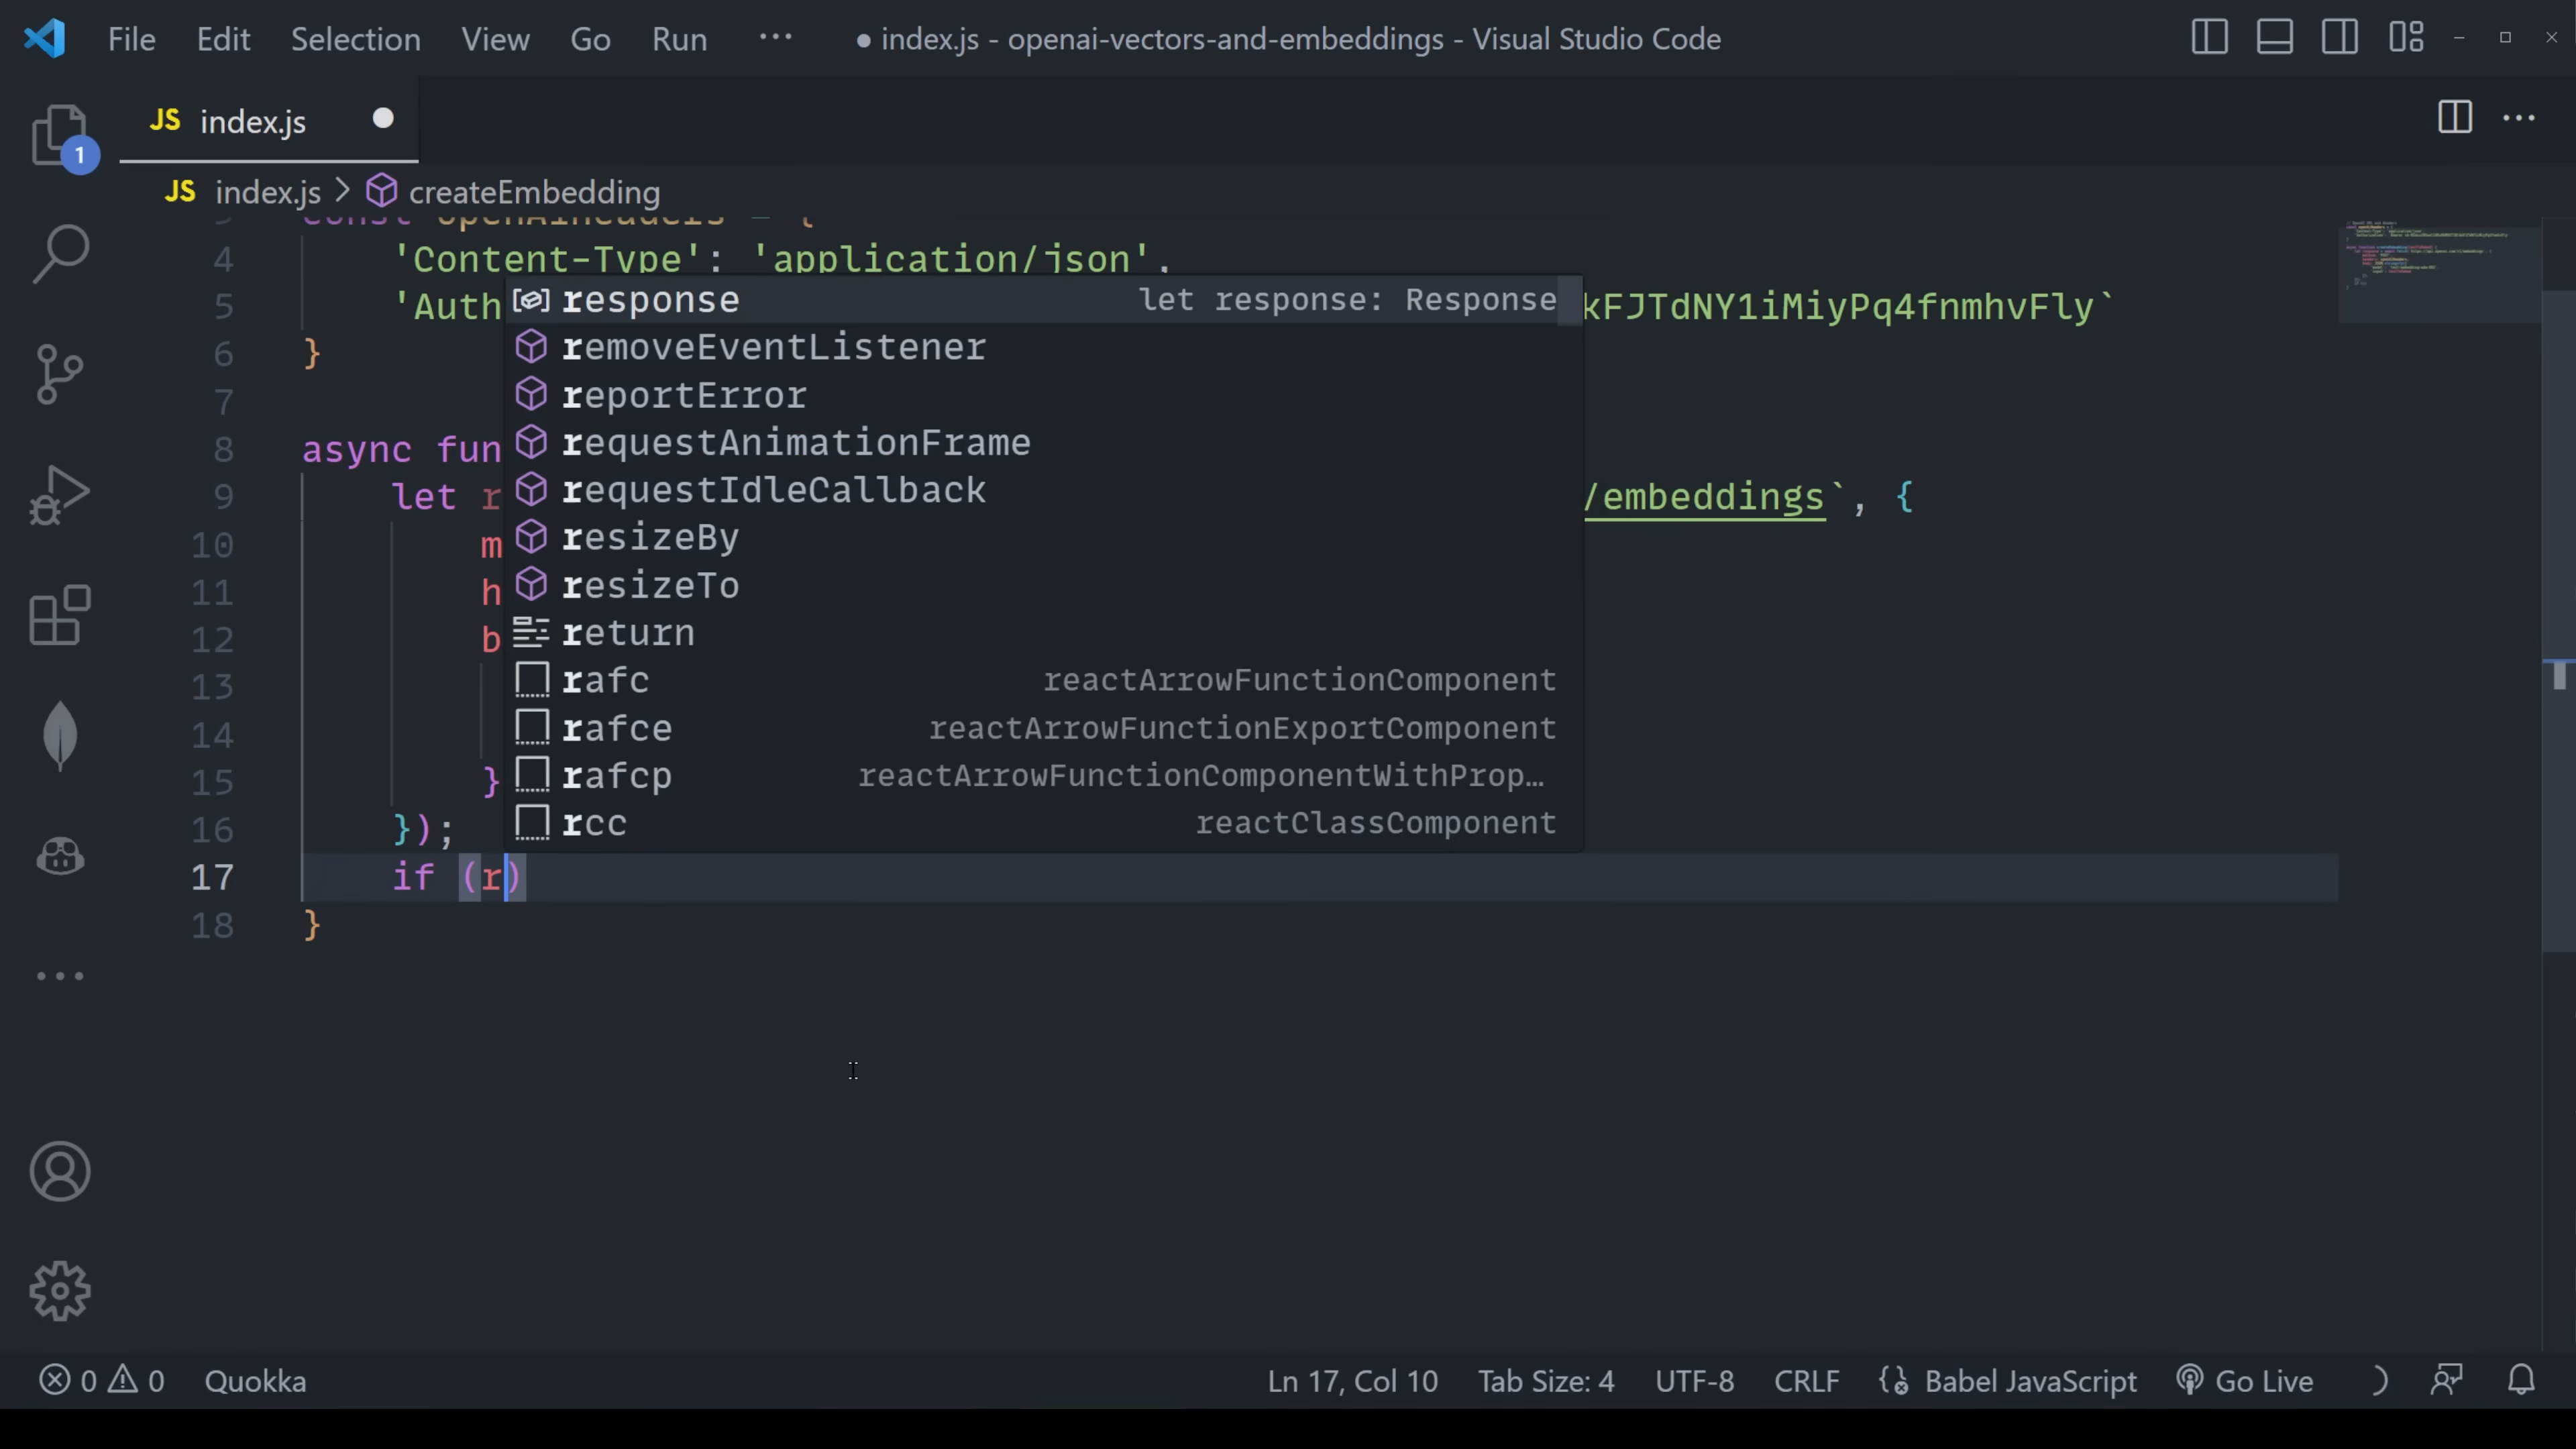 File Edit Selection View Go Run ··· ● index.js - openai-vectors-and-embeddings - Visual Studio Code
JS index.js
1
JS index.js > createEmbedding
4 'Content-Type': 'application/json',
5 'Auth kFJTdNY1iMiyPq4fnmhvFly`
6 }
7
8 async fun
9 let r /embeddings`, {
10 m
11 h
12 b
13
14
15 }
16 });
17 if (r)
18 }
response let response: Response
removeEventListener
reportError
requestAnimationFrame
requestIdleCallback
resizeBy
resizeTo
return
rafc reactArrowFunctionComponent
rafce reactArrowFunctionExportComponent
rafcp reactArrowFunctionComponentWithProp…
rcc reactClassComponent
0 0 Quokka Ln 17, Col 10 Tab Size: 4 UTF-8 CRLF Babel JavaScript Go Live